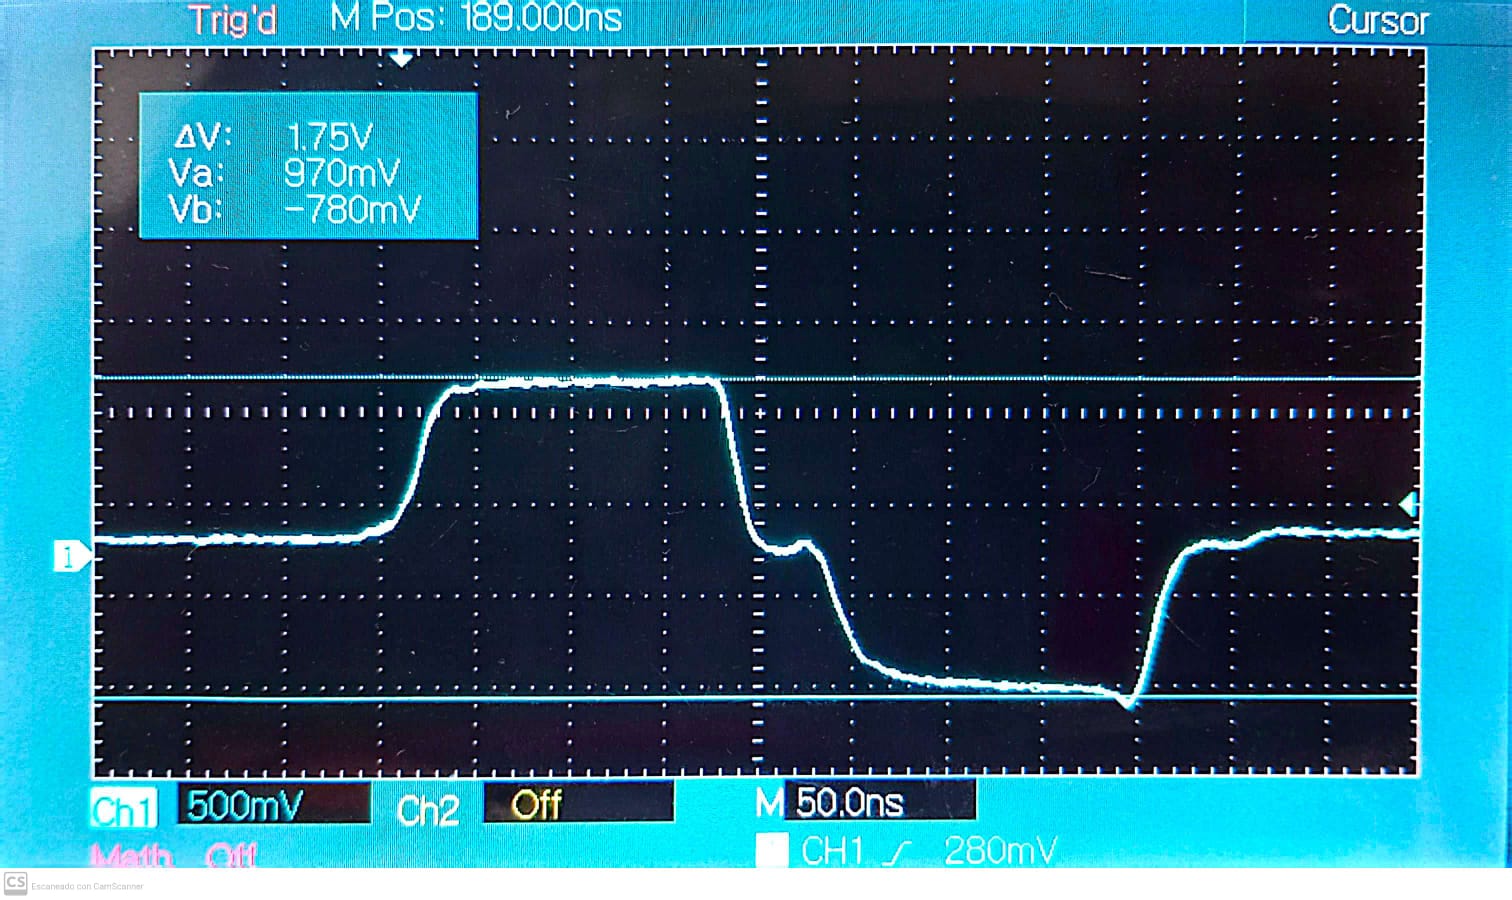 Trig'd M Pos: 189.000ns Cursor
ΔV: 1.75V
Va: 970mV
Vb: -780mV
1
Ch1 500mV Ch2 Off M 50.0ns
Math Off CH1 280mV
CS Escaneado con CamScanner